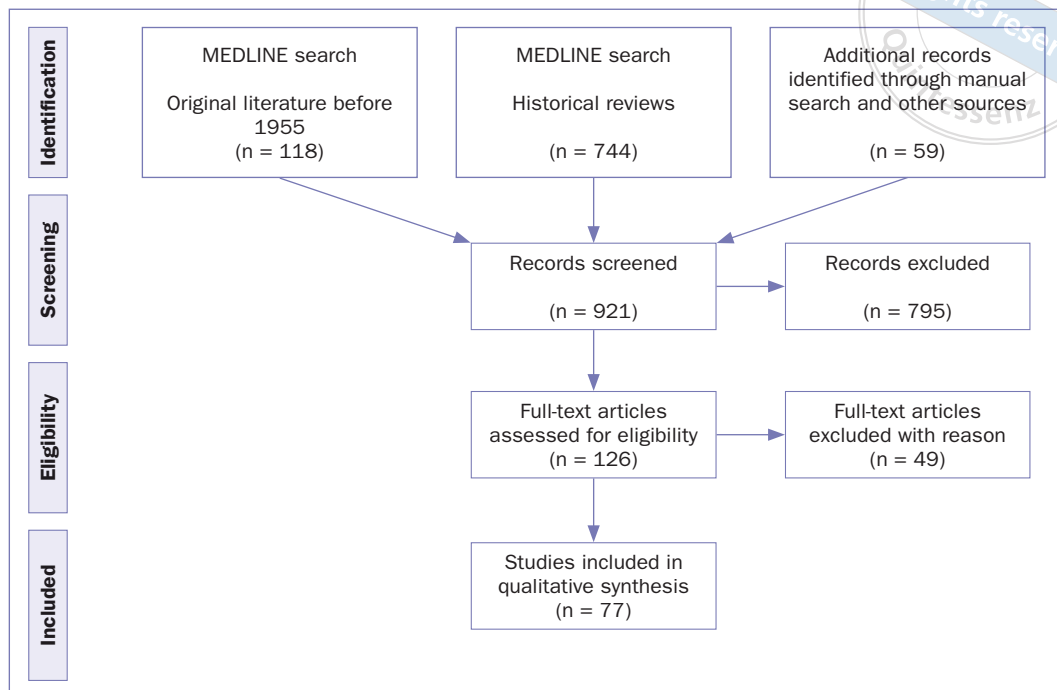 Identification
MEDLINE search
Original literature before
1955
(n = 118)
MEDLINE search
Historical reviews
(n = 744)
Additional records
identified through manual
search and other sources
(n = 59)
Screening
Records screened
(n = 921)
Records excluded
(n = 795)
Eligibility
Full-text articles
assessed for eligibility
(n = 126)
Full-text articles
excluded with reason
(n = 49)
Included
Studies included in
qualitative synthesis
(n = 77)
Quintessenz